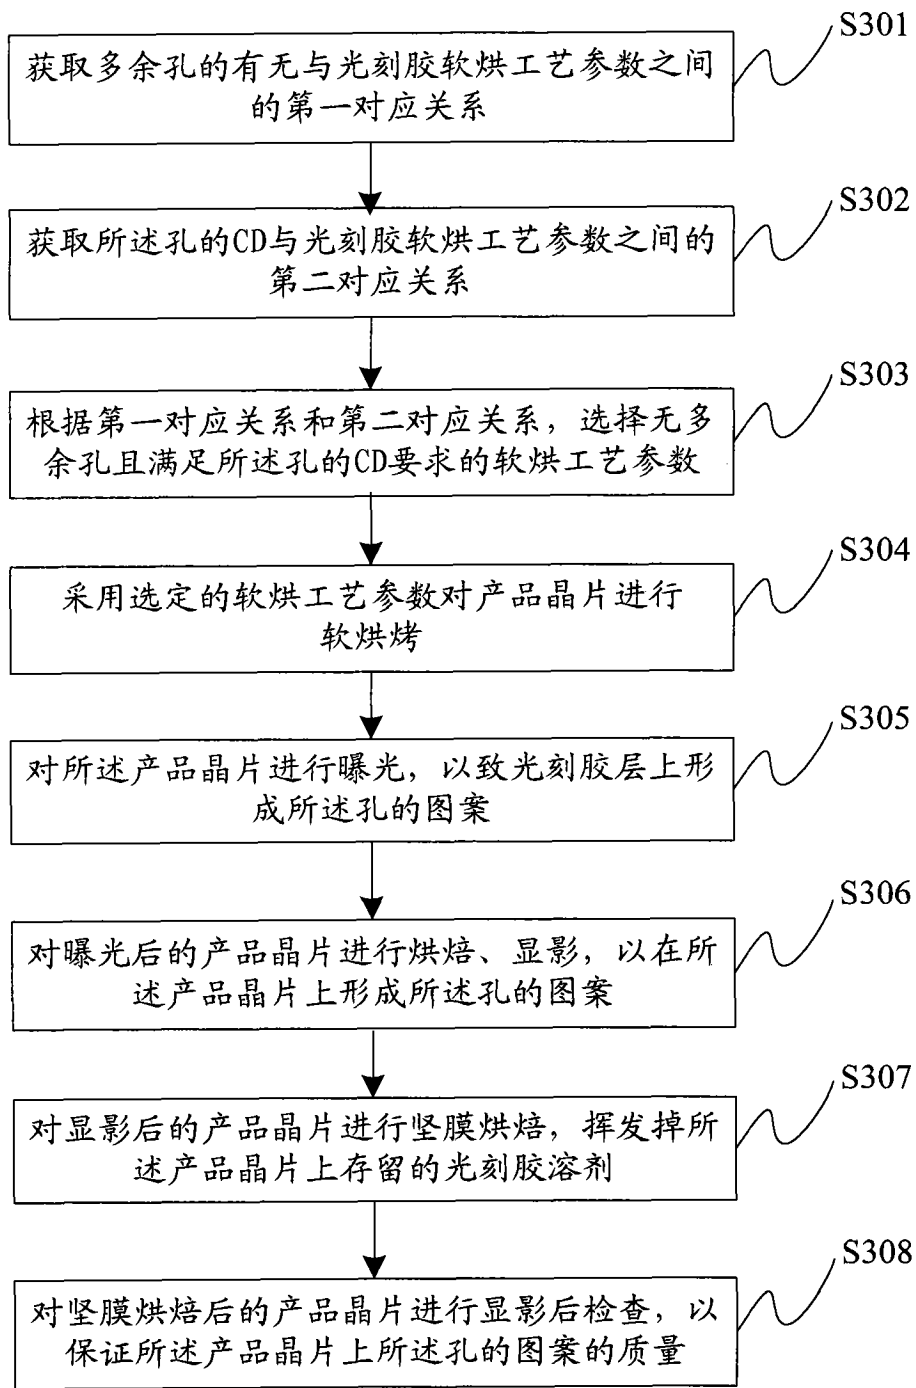 S301
获取多余孔的有无与光刻胶软烘工艺参数之间
的第一对应关系
S302
获取所述孔的CD与光刻胶软烘工艺参数之间的
第二对应关系
S303
根据第一对应关系和第二对应关系，选择无多
余孔且满足所述孔的CD要求的软烘工艺参数
S304
采用选定的软烘工艺参数对产品晶片进行
软烘烤
S305
对所述产品晶片进行曝光，以致光刻胶层上形
成所述孔的图案
S306
对曝光后的产品晶片进行烘焙、显影，以在所
述产品晶片上形成所述孔的图案
S307
对显影后的产品晶片进行坚膜烘焙，挥发掉所
述产品晶片上存留的光刻胶溶剂
S308
对坚膜烘焙后的产品晶片进行显影后检查，以
保证所述产品晶片上所述孔的图案的质量